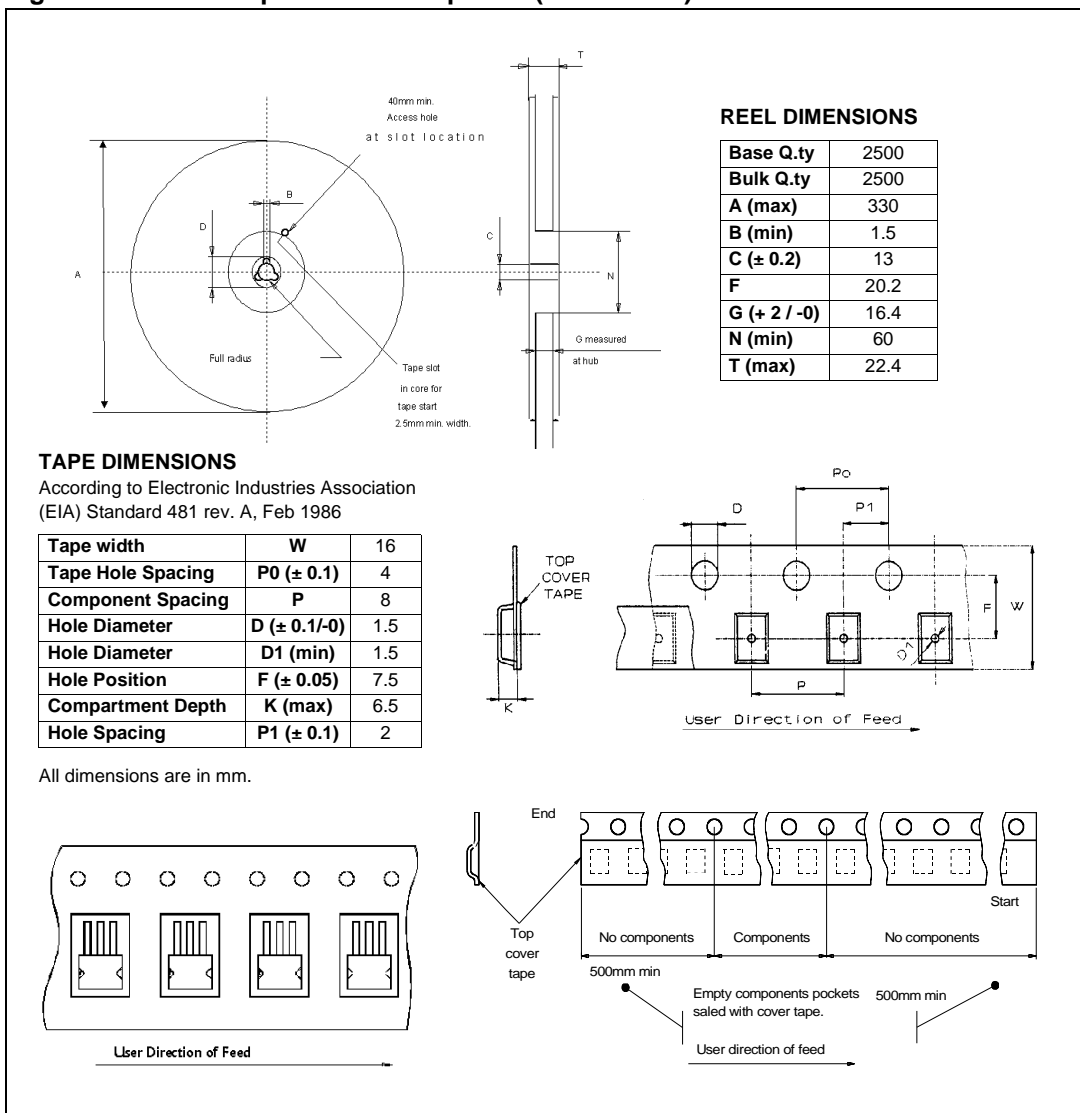 T
40mm min.
Access hole
at slot location
B
D
C
A
N
Full radius
G measured
at hub
Tape slot
in core for
tape start
2.5mm min. width.
REEL DIMENSIONS
Base Q.ty 2500
Bulk Q.ty 2500
A (max) 330
B (min) 1.5
C (± 0.2) 13
F 20.2
G (+ 2 / -0) 16.4
N (min) 60
T (max) 22.4
TAPE DIMENSIONS
According to Electronic Industries Association
(EIA) Standard 481 rev. A, Feb 1986
Tape width W 16
Tape Hole Spacing P0 (± 0.1) 4
Component Spacing P 8
Hole Diameter D (± 0.1/-0) 1.5
Hole Diameter D1 (min) 1.5
Hole Position F (± 0.05) 7.5
Compartment Depth K (max) 6.5
Hole Spacing P1 (± 0.1) 2
All dimensions are in mm.
Po
D
P1
TOP
COVER
TAPE
F
W
D1
K
P
User Direction of Feed
User Direction of Feed
End
Start
Top
cover
tape
No components
Components
No components
500mm min
Empty components pockets
saled with cover tape.
500mm min
User direction of feed